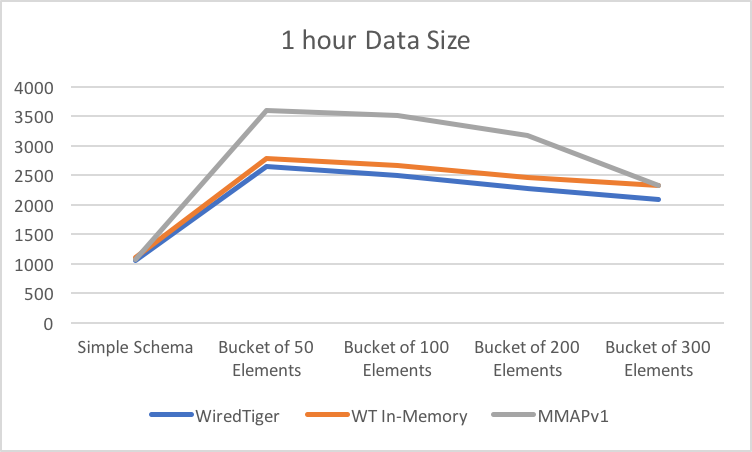 1 hour Data Size
4000
3500
3000
2500
2000
1500
1000
500
0
Simple Schema
Bucket of 50 Elements
Bucket of 100 Elements
Bucket of 200 Elements
Bucket of 300 Elements
WiredTiger
WT In-Memory
MMAPv1